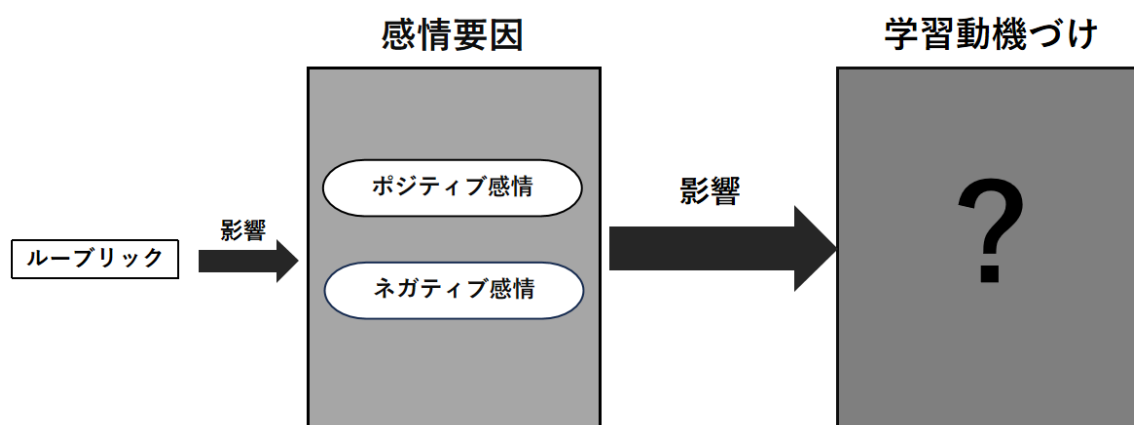 感情要因
学習動機づけ
ポジティブ感情
影響
影響
ルーブリック
ネガティブ感情
?